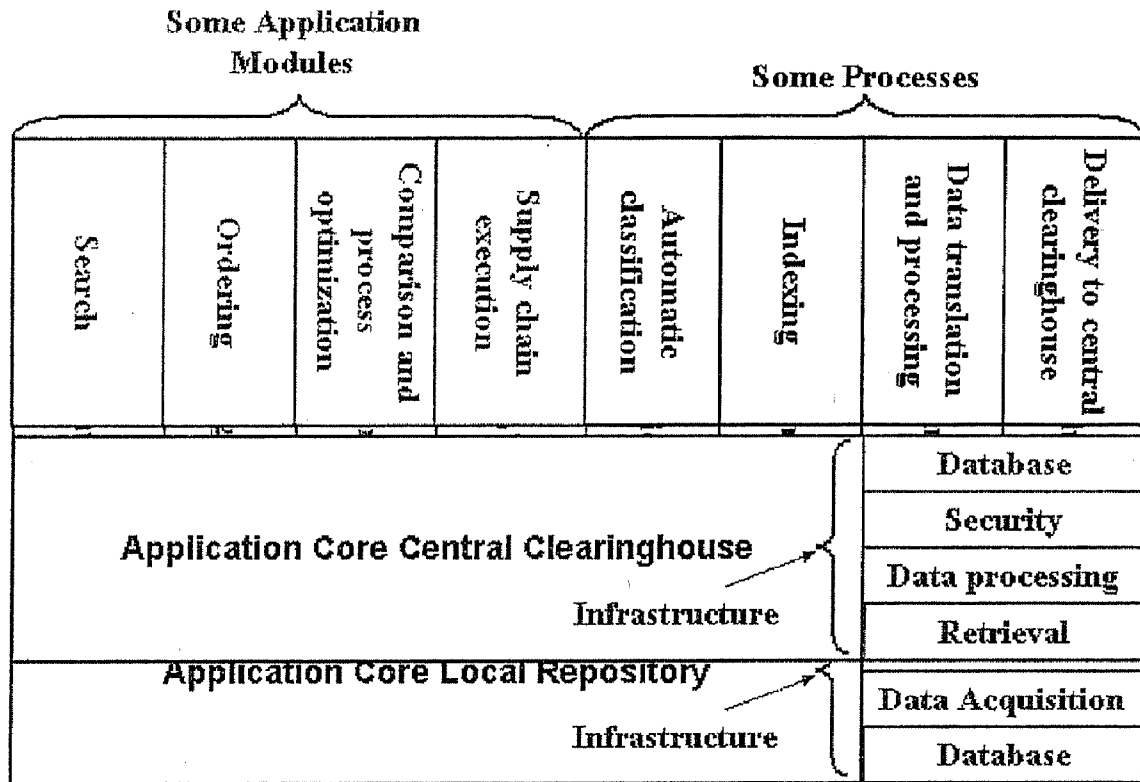 Some Application
Modules
Some Processes
Search
Ordering
Comparison and
process
optimization
Supply chain
execution
Automatic
classification
Indexing
Data translation
and processing
Delivery to central
clearinghouse
Application Core Central Clearinghouse
Infrastructure
Database
Security
Data processing
Retrieval
Application Core Local Repository
Infrastructure
Data Acquisition
Database